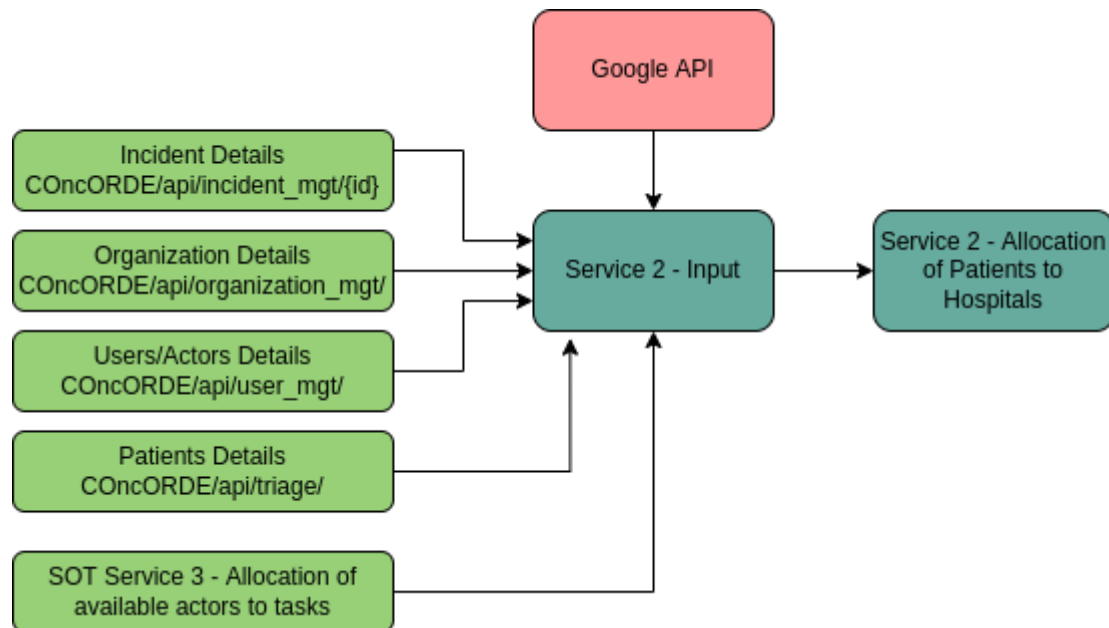 Google API
Incident Details
COncORDE/api/incident_mgt/{id}
Organization Details
COncORDE/api/organization_mgt/
Users/Actors Details
COncORDE/api/user_mgt/
Patients Details
COncORDE/api/triage/
SOT Service 3 - Allocation of
available actors to tasks
Service 2 - Input
Service 2 - Allocation
of Patients to
Hospitals